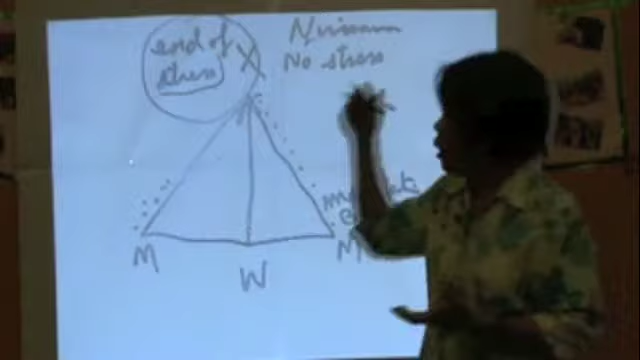 end of
stress
X
Nirvana
No stress
M
W
M